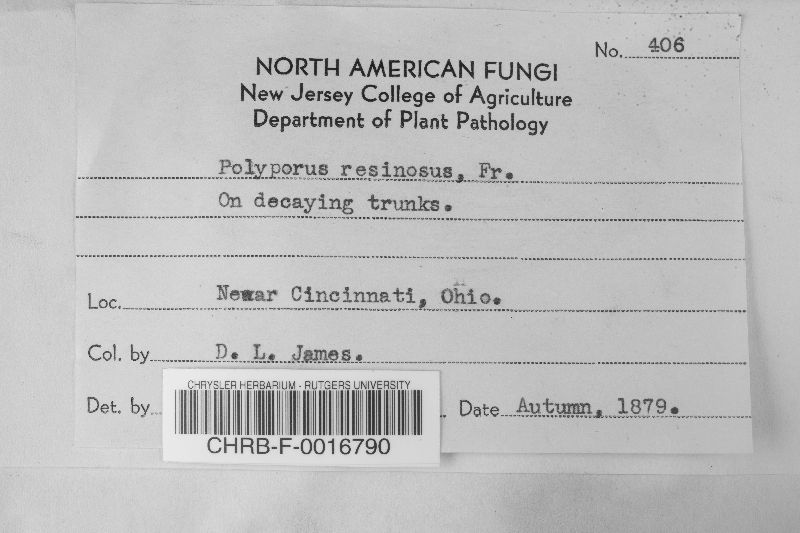 No. 406
NORTH AMERICAN FUNGI
New Jersey College of Agriculture
Department of Plant Pathology
Polyporus resinosus, Fr.
On decaying trunks.
Loc. Newar Cincinnati, Ohio.
Col. by D. L. James.
Det. by
Date Autumn, 1879.
CHRYSLER HERBARIUM - RUTGERS UNIVERSITY
CHRB-F-0016790